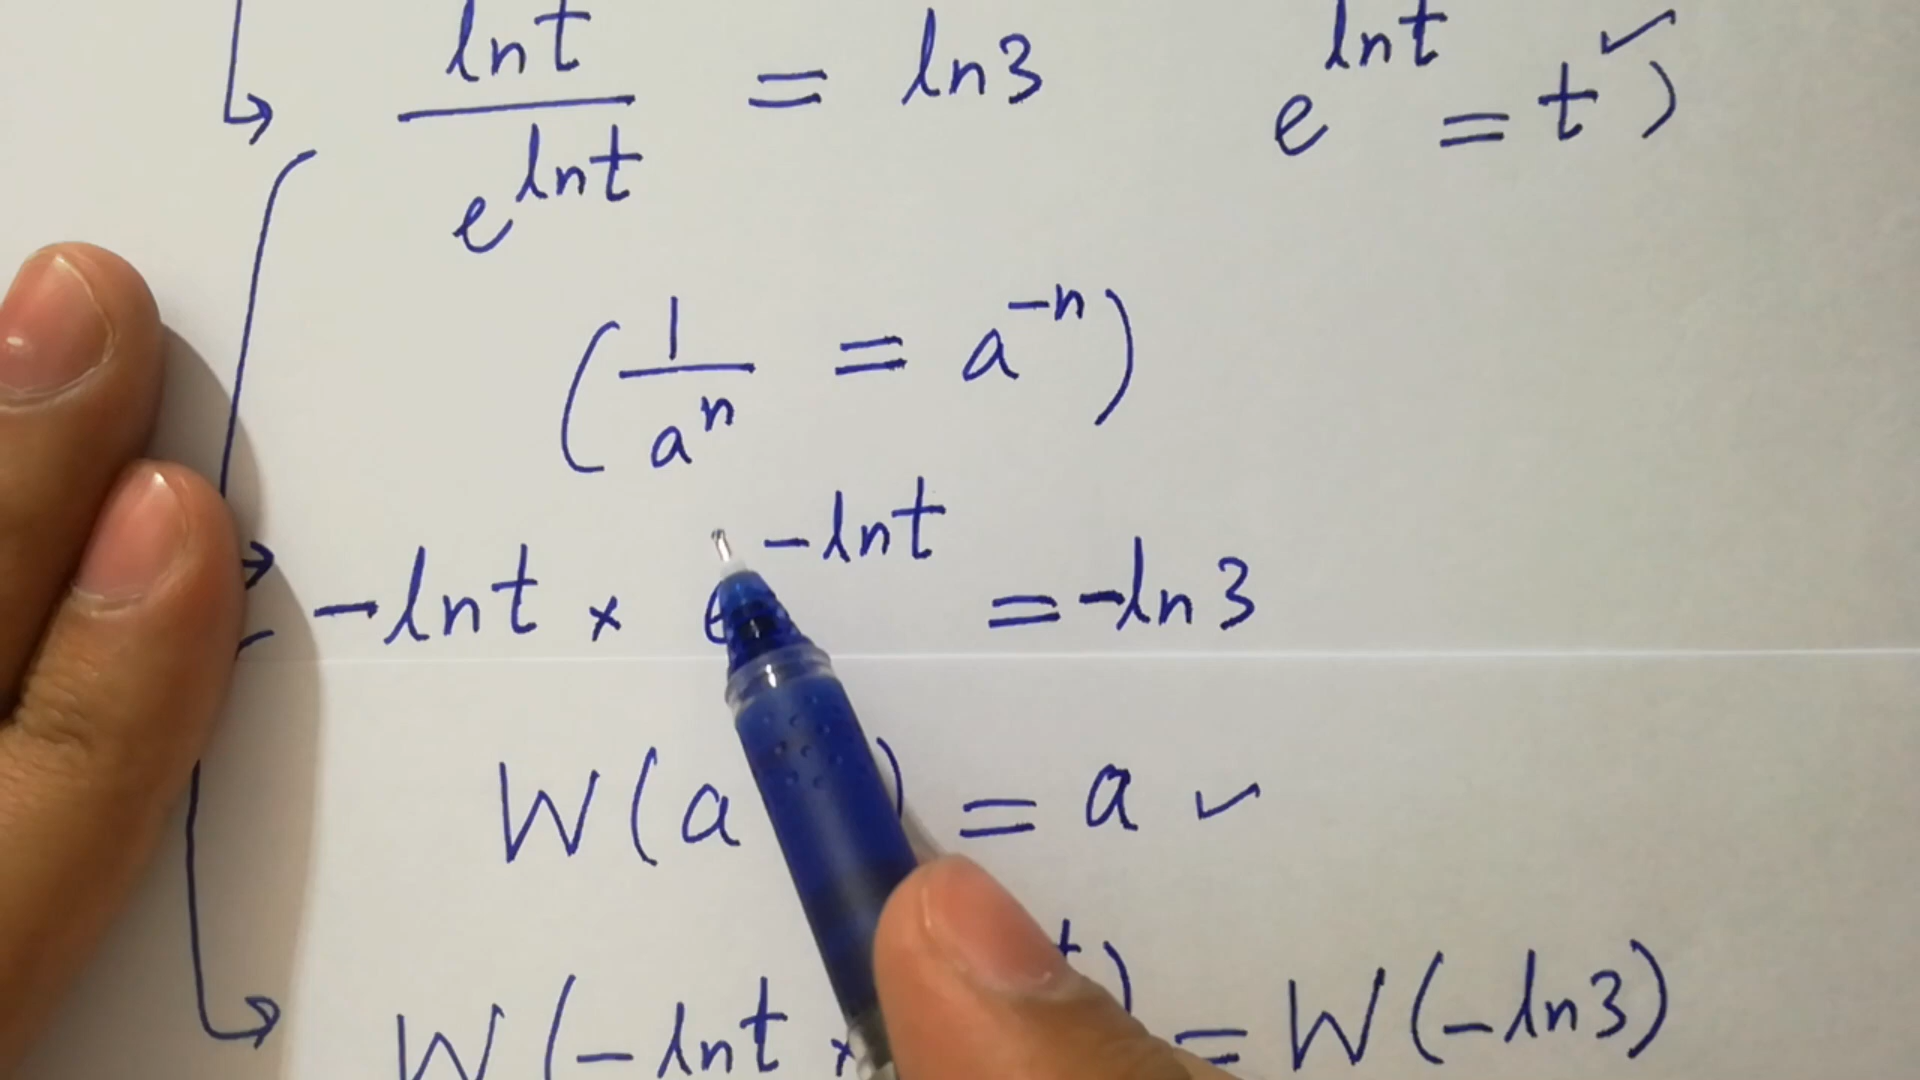 ln t / e^(ln t) = ln 3    e^(ln t) = t ✓)
(1/a^n = a^(-n))
-ln t × e^(-ln t) = -ln 3
W(a ) = a ✓
W(-ln t × t) = W(-ln 3)